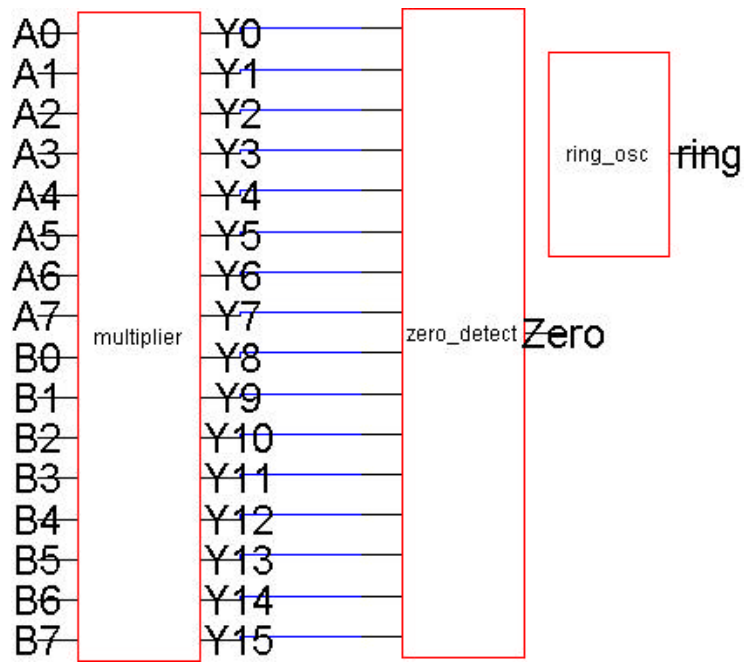 A0 Y0
A1 Y1
A2 Y2
A3 Y3 ring_osc ring
A4 Y4
A5 Y5
A6 Y6
A7 Y7
multiplier zero_detect Zero
B0 Y8
B1 Y9
B2 Y10
B3 Y11
B4 Y12
B5 Y13
B6 Y14
B7 Y15